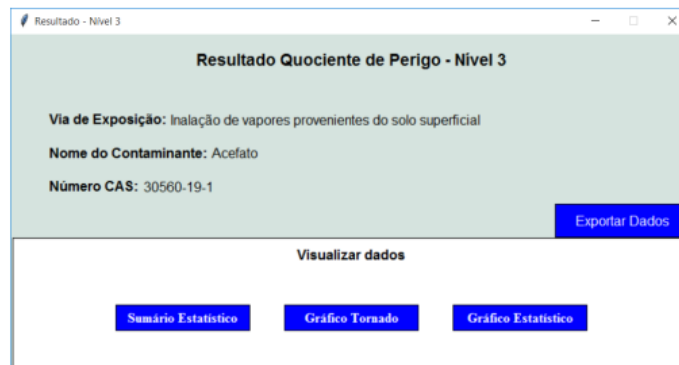 Resultado - Nível 3
Resultado Quociente de Perigo - Nível 3
Via de Exposição: Inalação de vapores provenientes do solo superficial
Nome do Contaminante: Acefato
Número CAS: 30560-19-1
Exportar Dados
Visualizar dados
Sumário Estatístico Gráfico Tornado Gráfico Estatístico